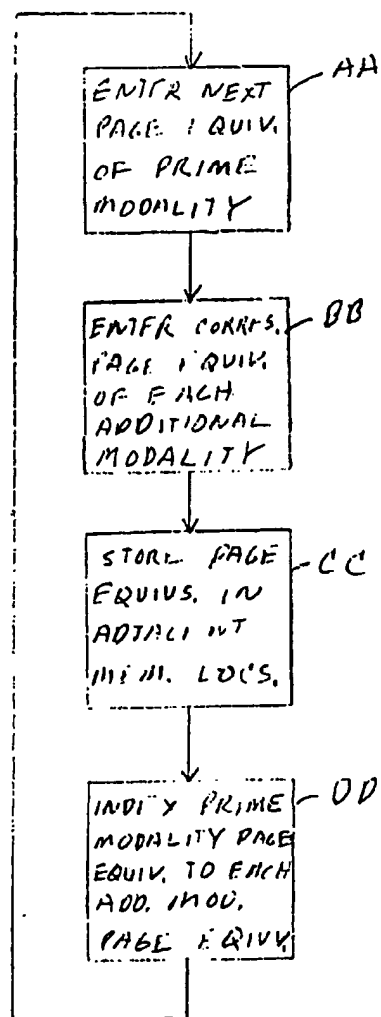 AA
ENTER NEXT
PAGE EQUIV.
OF PRIME
MODALITY
BB
ENTER CORRES.
PAGE EQUIV.
OF EACH
ADDITIONAL
MODALITY
CC
STORE PAGE
EQUIVS. IN
ADJACENT
MEM. LOCS.
DD
INDEX PRIME
MODALITY PAGE
EQUIV. TO EACH
ADD. MOD.
PAGE EQUIV.